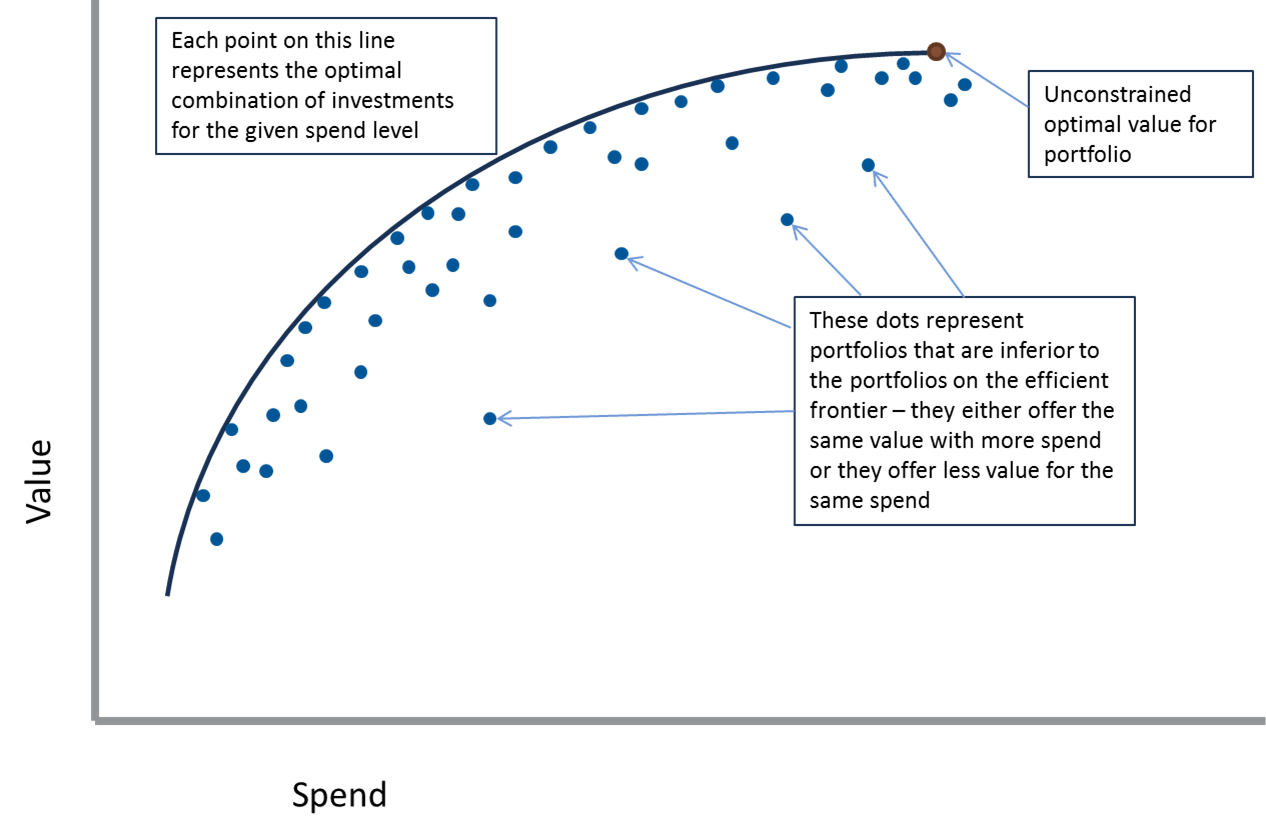 Each point on this line
represents the optimal
combination of investments
for the given spend level
Unconstrained
optimal value for
portfolio
These dots represent
portfolios that are inferior to
the portfolios on the efficient
frontier – they either offer the
same value with more spend
or they offer less value for the
same spend
Value
Spend